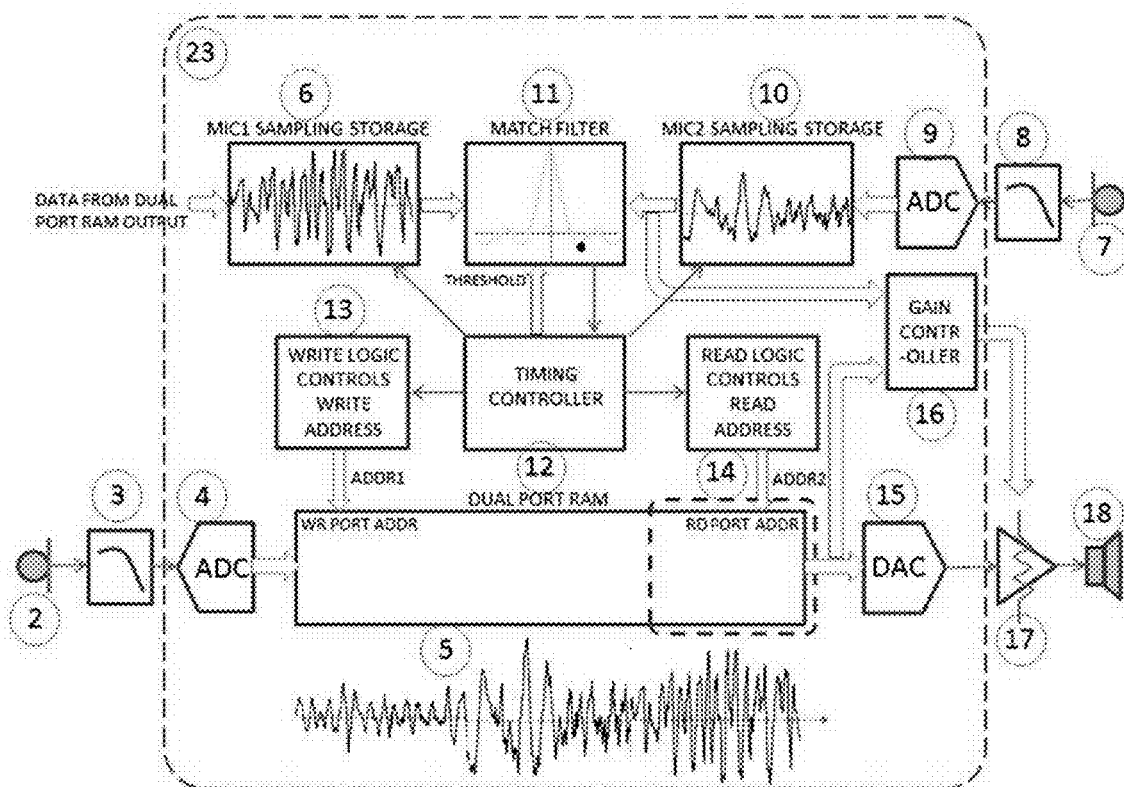 23
6
11
10
MIC1 SAMPLING STORAGE
MATCH FILTER
MIC2 SAMPLING STORAGE
9
8
DATA FROM DUAL
PORT RAM OUTPUT
ADC
7
THRESHOLD
13
GAIN
CONTR
-OLLER
16
WRITE LOGIC
CONTROLS
WRITE
ADDRESS
TIMING
CONTROLLER
READ LOGIC
CONTROLS
READ
ADDRESS
12
14
ADDR1
ADDR2
DUAL PORT RAM
3
4
15
18
WR PORT ADDR
RD PORT ADDR
ADC
DAC
2
17
5